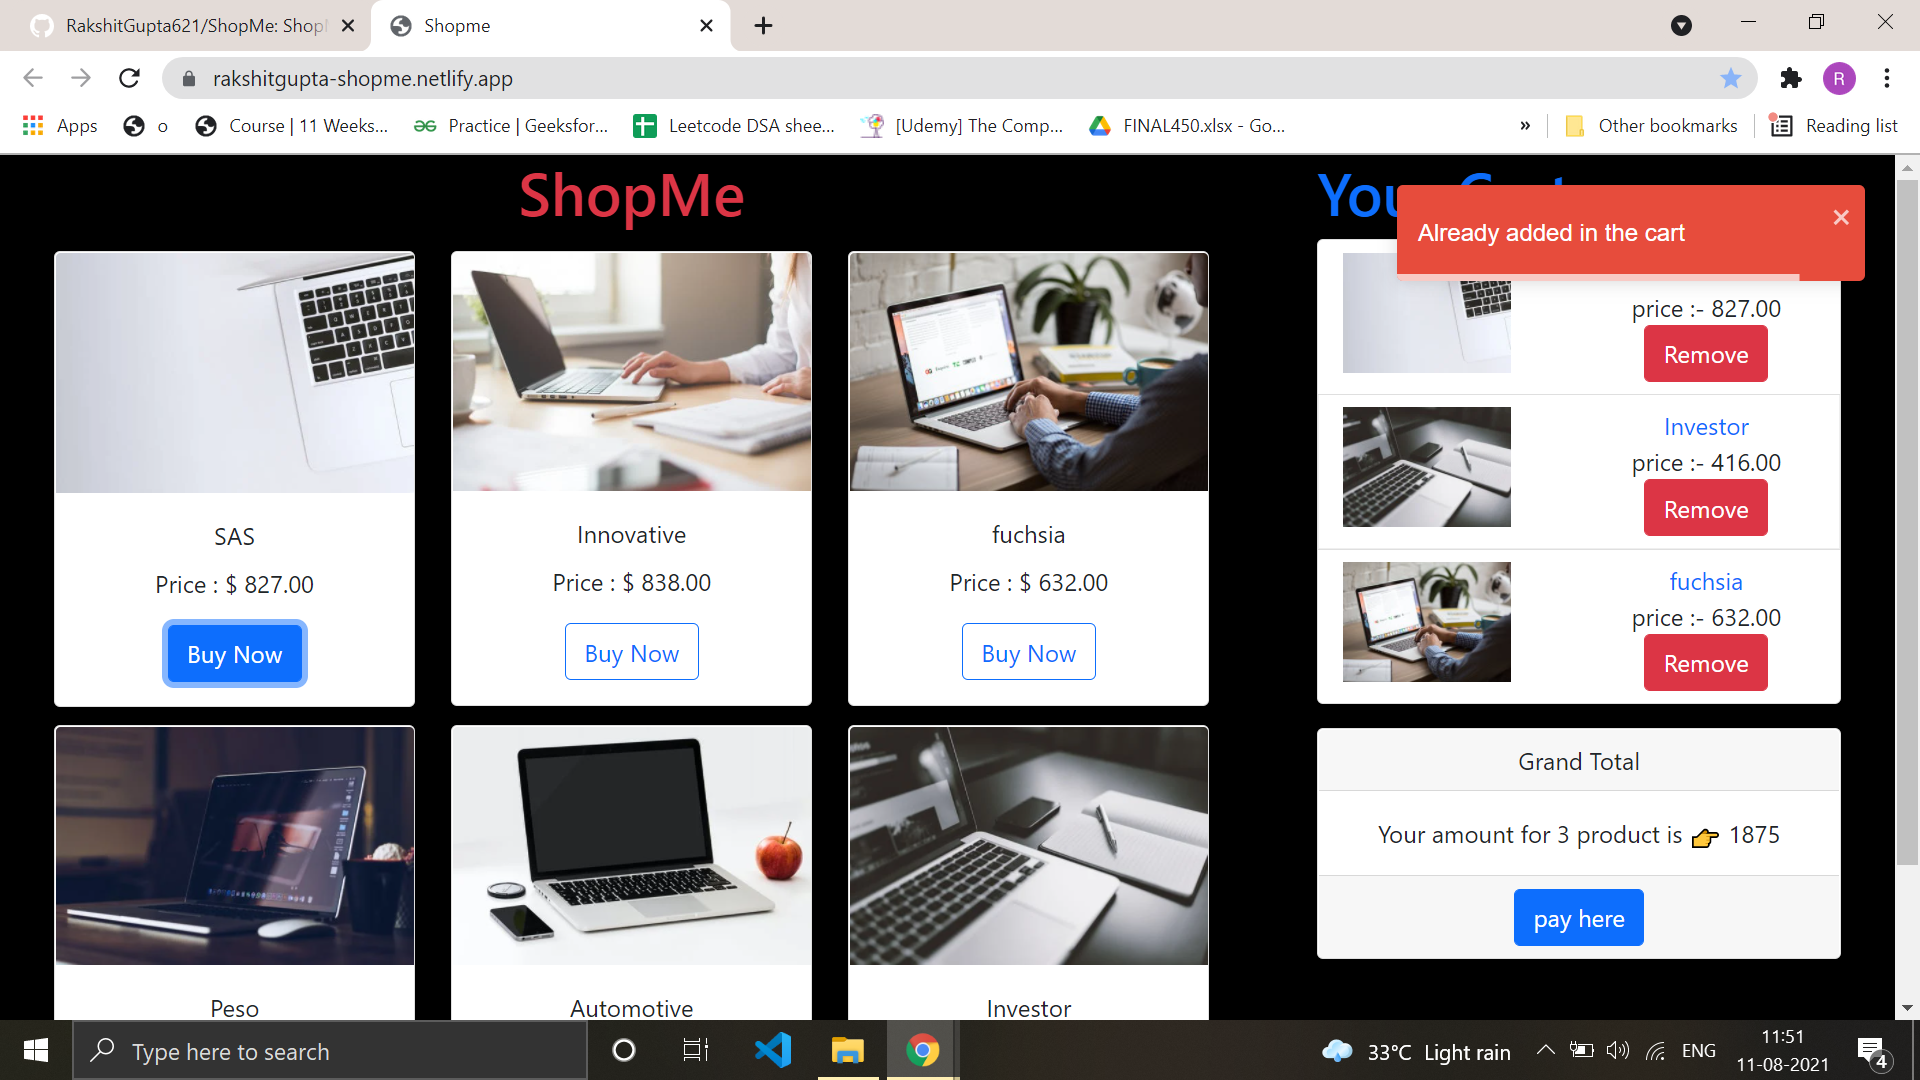 RakshitGupta621/ShopMe: Shop
Shopme
rakshitgupta-shopme.netlify.app
R
Apps
o
Course | 11 Weeks...
Practice | Geeksfor...
Leetcode DSA shee...
[Udemy] The Comp...
FINAL450.xlsx - Go...
»
Other bookmarks
Reading list
ShopMe
Your Cart
Already added in the cart
SAS
Price : $ 827.00
Buy Now
Innovative
Price : $ 838.00
Buy Now
fuchsia
Price : $ 632.00
Buy Now
Peso
Automotive
Investor
price :- 827.00
Remove
Investor
price :- 416.00
Remove
fuchsia
price :- 632.00
Remove
Grand Total
Your amount for 3 product is 👉 1875
pay here
Type here to search
33°C Light rain
ENG
11:51
11-08-2021
4